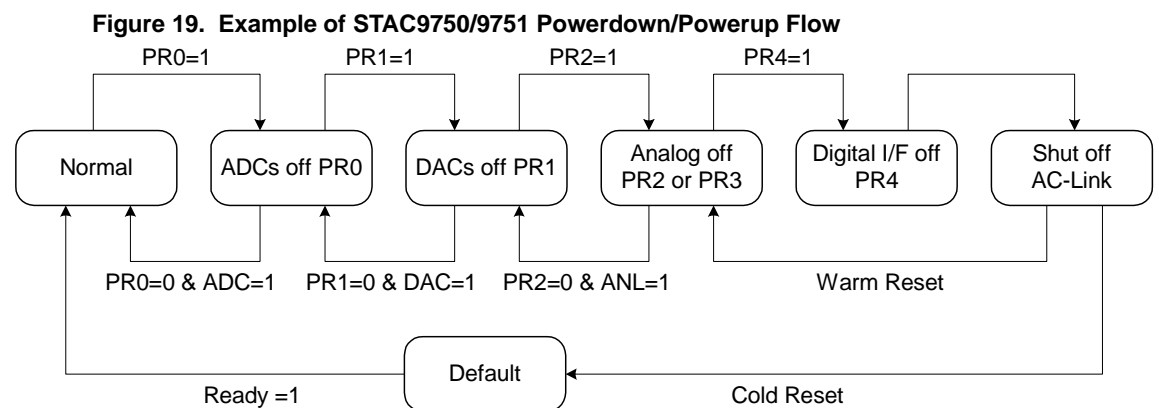 Figure 19. Example of STAC9750/9751 Powerdown/Powerup Flow
PR0=1
PR1=1
PR2=1
PR4=1
Normal
ADCs off PR0
DACs off PR1
Analog off
PR2 or PR3
Digital I/F off
PR4
Shut off
AC-Link
PR0=0 & ADC=1
PR1=0 & DAC=1
PR2=0 & ANL=1
Warm Reset
Default
Ready =1
Cold Reset